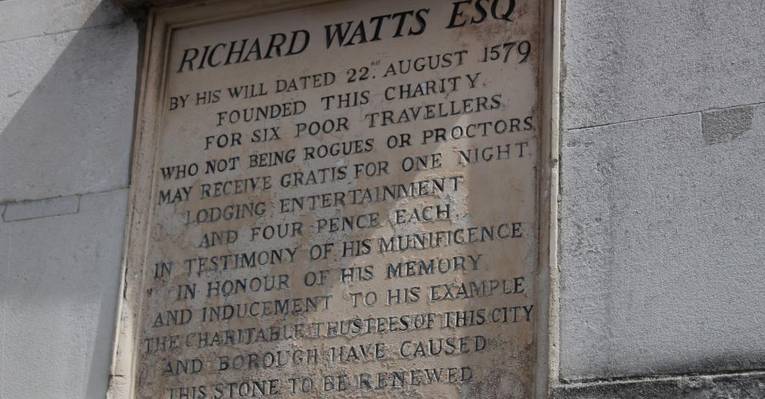 RICHARD WATTS ESQ
BY HIS WILL DATED 22ND AUGUST 1579
FOUNDED THIS CHARITY
FOR SIX POOR TRAVELLERS
WHO NOT BEING ROGUES OR PROCTORS
MAY RECEIVE GRATIS FOR ONE NIGHT
LODGING ENTERTAINMENT
AND FOUR PENCE EACH
IN TESTIMONY OF HIS MUNIFICENCE
IN HONOUR OF HIS MEMORY
AND INDUCEMENT TO HIS EXAMPLE
THE CHARITABLE TRUSTEES OF THIS CITY
AND BOROUGH HAVE CAUSED
THIS STONE TO BE RENEWED